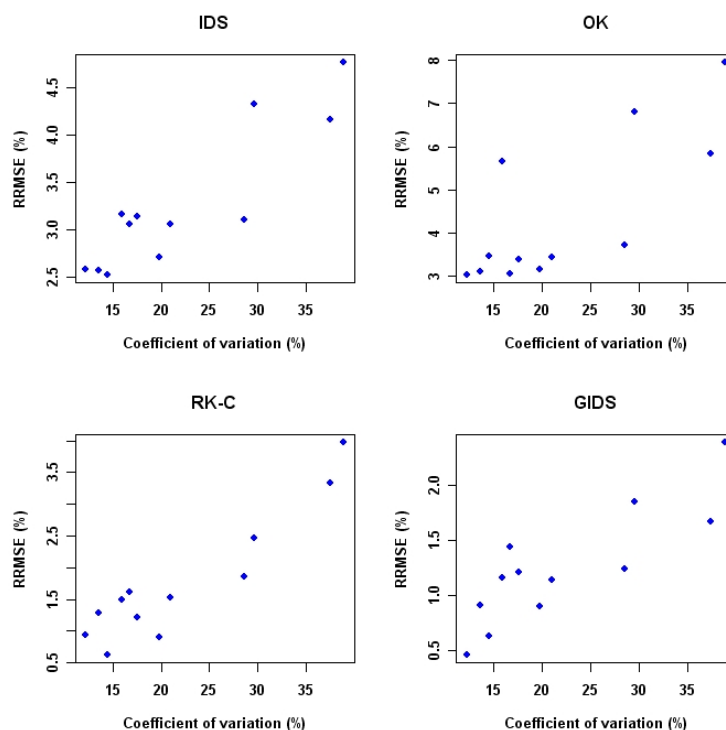 IDS
RRMSE (%)
4.5
4.0
3.5
3.0
2.5
15 20 25 30 35
Coefficient of variation (%)
OK
RRMSE (%)
8
7
6
5
4
3
15 20 25 30 35
Coefficient of variation (%)
RK-C
RRMSE (%)
3.5
2.5
1.5
0.5
15 20 25 30 35
Coefficient of variation (%)
GIDS
RRMSE (%)
2.0
1.5
1.0
0.5
15 20 25 30 35
Coefficient of variation (%)